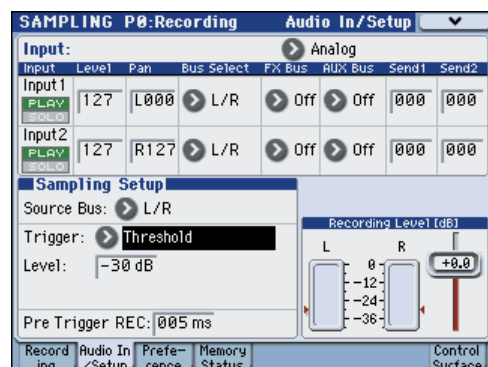 SAMPLING P0:Recording Audio In/Setup
Input: Analog
Input Level Pan Bus Select FX Bus AUX Bus Send1 Send2
Input1
PLAY 127 L000 L/R Off Off 000 000
SOLO
Input2
PLAY 127 R127 L/R Off Off 000 000
SOLO
Sampling Setup
Source Bus: L/R
Recording Level [dB]
Trigger: Threshold
L R
Level: -30 dB
0
+0.0
-12
-24
-36
Pre Trigger REC: 005 ms
Record Audio In Prefe- Memory Control
ing /Setup rence Status Surface